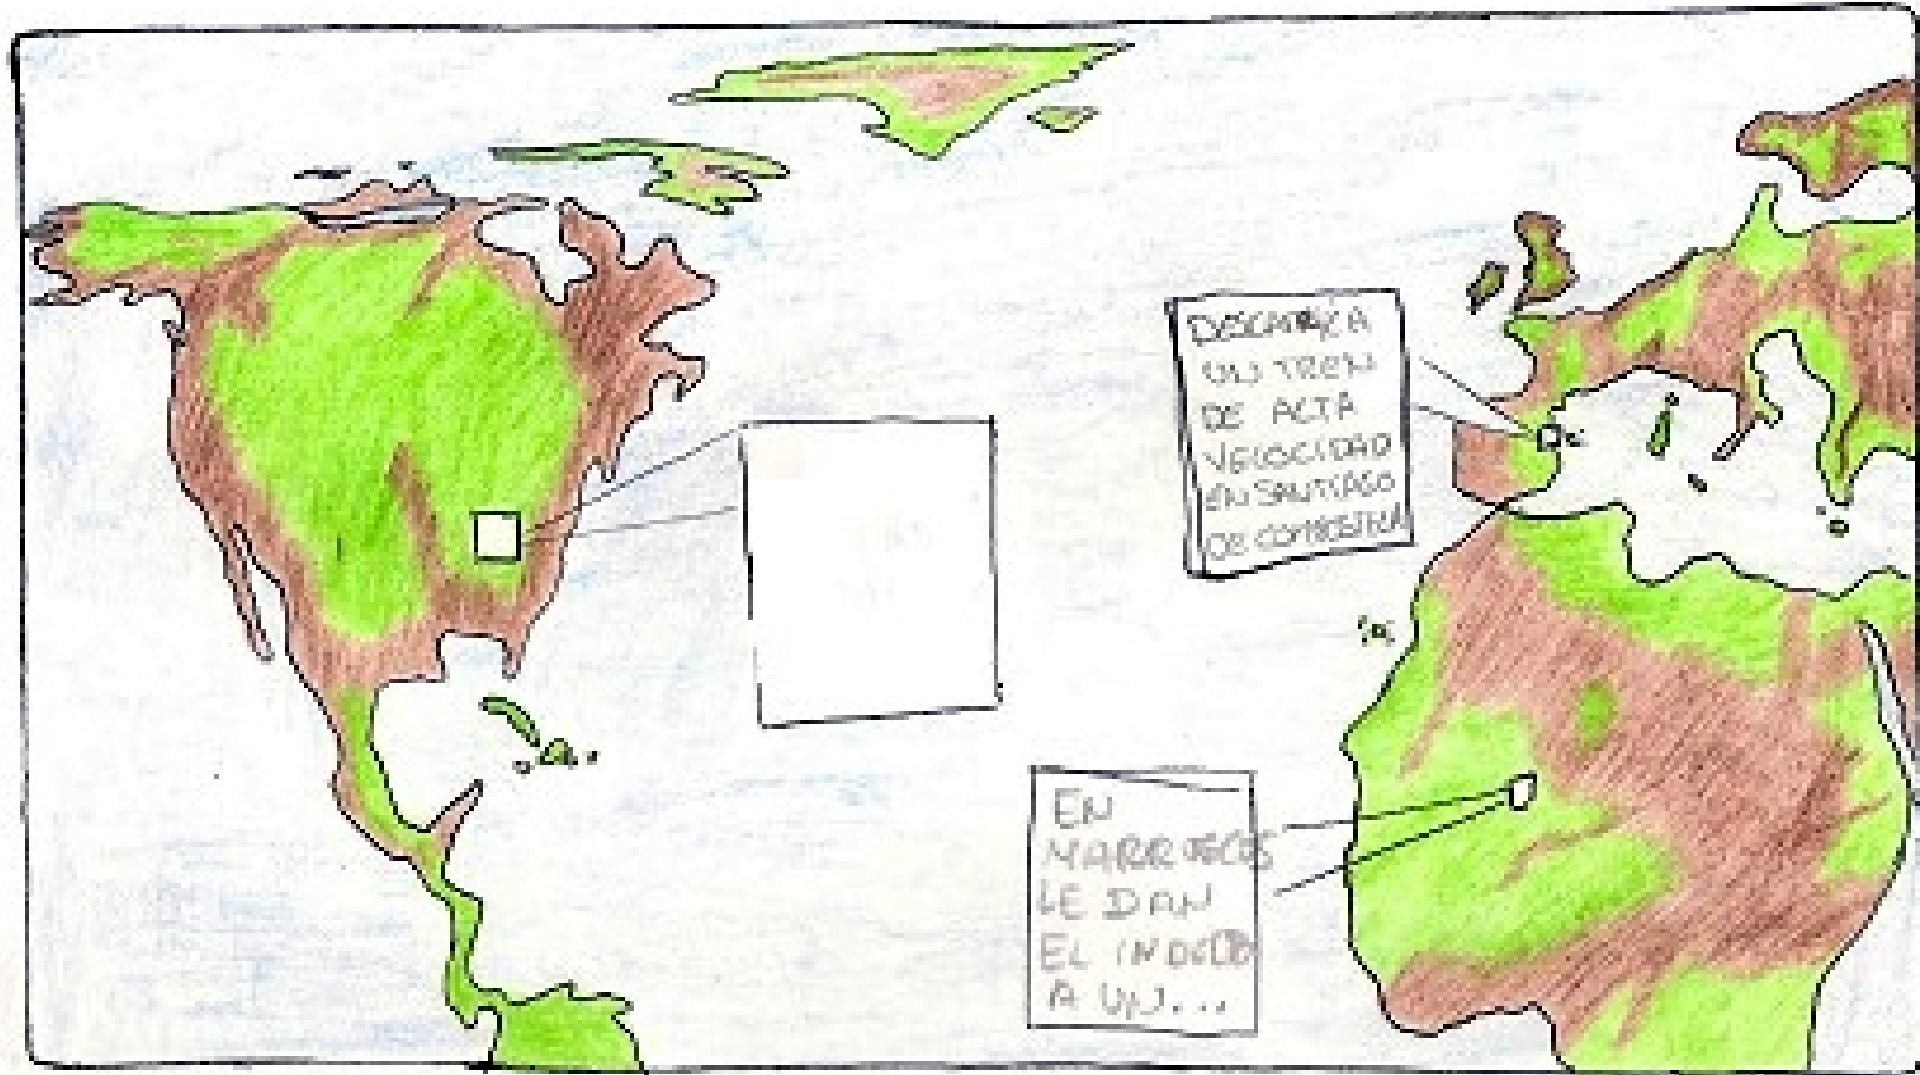 DESCARRILA
UN TREN
DE ALTA
VELOCIDAD
EN SANTIAGO
DE COMPOSTELA
EN
MARRUECOS
LE DAN
EL INDULTO
A UN...